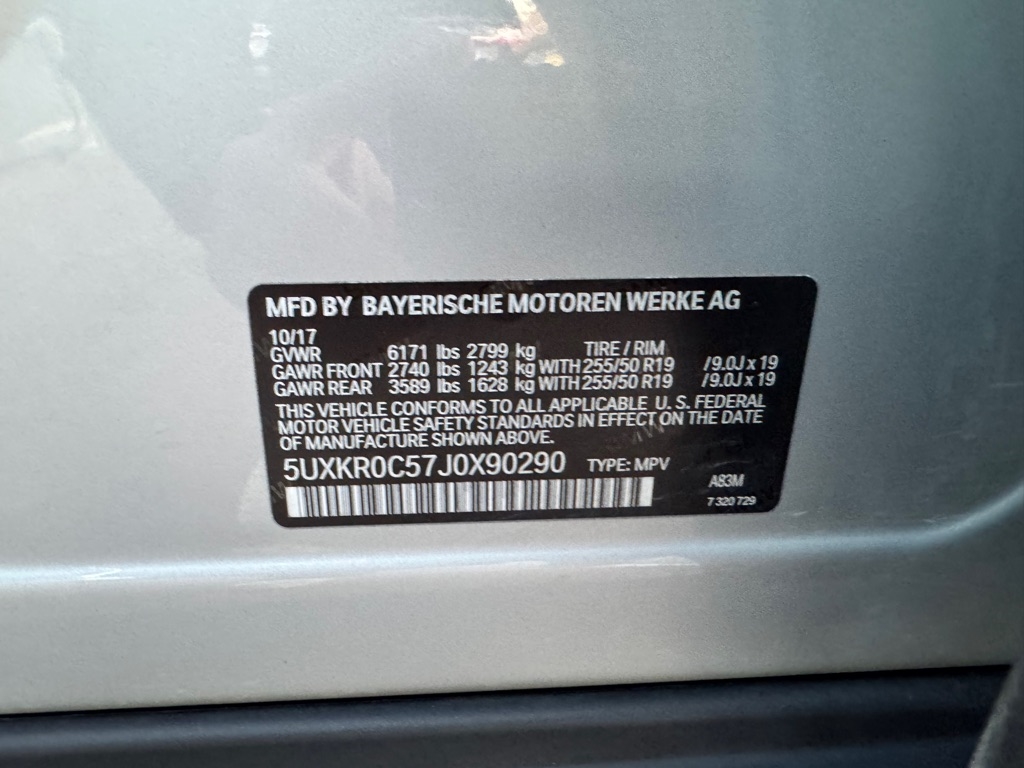 MFD BY BAYERISCHE MOTOREN WERKE AG
10/17
GVWR 6171 lbs 2799 kg TIRE / RIM
GAWR FRONT 2740 lbs 1243 kg WITH 255/50 R19 /9.0J x 19
GAWR REAR 3589 lbs 1628 kg WITH 255/50 R19 /9.0J x 19
THIS VEHICLE CONFORMS TO ALL APPLICABLE U. S. FEDERAL
MOTOR VEHICLE SAFETY STANDARDS IN EFFECT ON THE DATE
OF MANUFACTURE SHOWN ABOVE.
5UXKR0C57J0X90290 TYPE: MPV
A83M
7 320 729